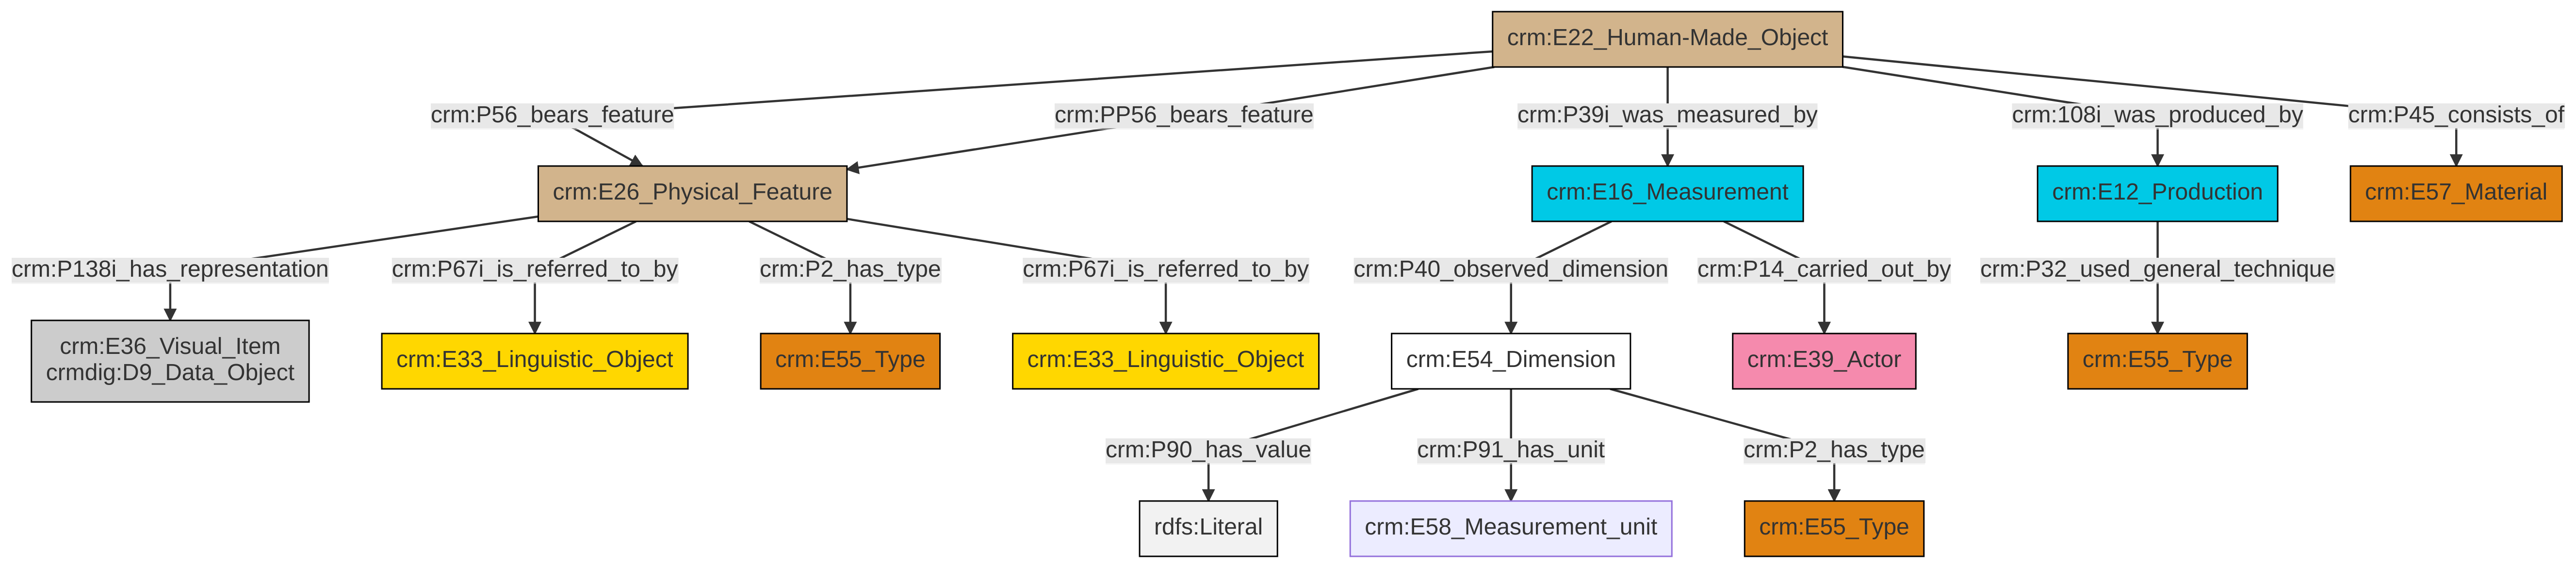 crm:E22_Human-Made_Object
crm:P56_bears_feature
crm:PP56_bears_feature
crm:P39i_was_measured_by
crm:108i_was_produced_by
crm:P45_consists_of
crm:E26_Physical_Feature
crm:E16_Measurement
crm:E12_Production
crm:E57_Material
crm:P138i_has_representation
crm:P67i_is_referred_to_by
crm:P2_has_type
crm:P67i_is_referred_to_by
crm:P40_observed_dimension
crm:P14_carried_out_by
crm:P32_used_general_technique
crm:E36_Visual_Item
crmdig:D9_Data_Object
crm:E33_Linguistic_Object
crm:E55_Type
crm:E33_Linguistic_Object
crm:E54_Dimension
crm:E39_Actor
crm:E55_Type
crm:P90_has_value
crm:P91_has_unit
crm:P2_has_type
rdfs:Literal
crm:E58_Measurement_unit
crm:E55_Type